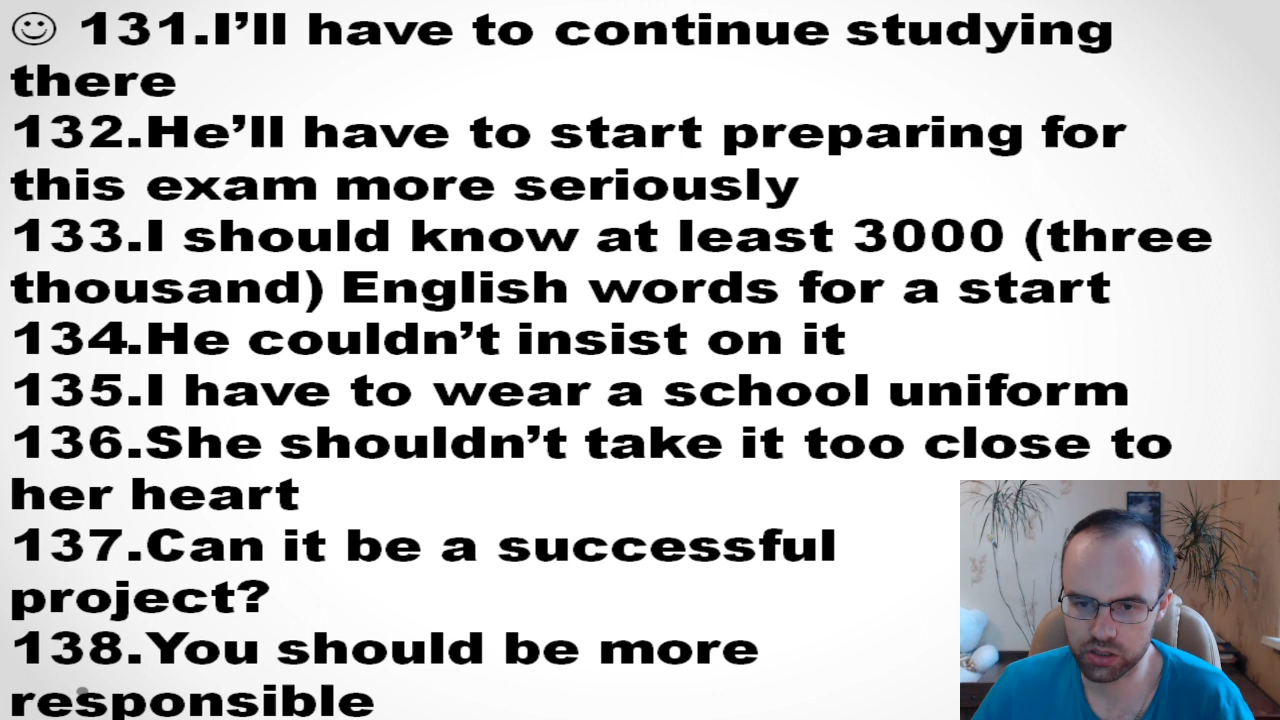 ☺ 131.I’ll have to continue studying
there
132.He’ll have to start preparing for
this exam more seriously
133.I should know at least 3000 (three
thousand) English words for a start
134.He couldn’t insist on it
135.I have to wear a school uniform
136.She shouldn’t take it too close to
her heart
137.Can it be a successful
project?
138.You should be more
responsible